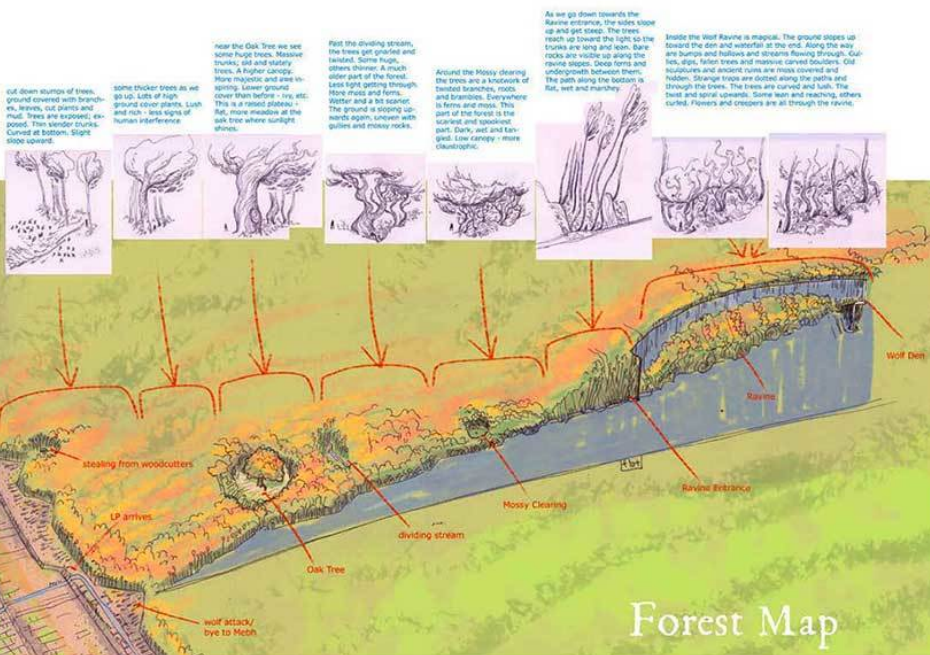 cut down stumps of trees,
ground covered with branch-
es, leaves, cut plants and
mud. Trees are exposed; ex-
posed. Thin slender trunks.
Curved at bottom. Slight
slope upward.
some thicker trees as we
go up. Lots of high
ground cover plants. Lush
and rich - less signs of
human interference
near the Oak Tree we see
some huge trees. Massive
trunks; old and stately
trees. A higher canopy.
More majestic and awe in-
spiring. Lower ground
cover than before - ivy, etc.
This is a raised plateau -
flat, more meadow at the
oak tree where sunlight
shines.
Past the dividing stream,
the trees get gnarled and
twisted. Some huge,
others thinner. A much
older part of the forest.
Less light getting through.
More moss and ferns.
Wetter and a bit scarier.
The ground is sloping up-
wards again, uneven with
gullies and mossy rocks.
Around the Mossy clearing
the trees are a knotwork of
twisted branches, roots
and brambles. Everywhere
is ferns and moss. This
part of the forest is the
scariest and spookiest
part. Dark, wet and tan-
gled. Low canopy - more
claustrophic.
As we go down towards the
Ravine entrance, the sides slope
up and get steep. The trees
reach up toward the light so the
trunks are long and lean. Bare
rocks are visible up along the
ravine slopes. Deep ferns and
undergrowth between them.
The path along the bottom is
flat, wet and marshey.
Inside the Wolf Ravine is magical. The ground slopes up
toward the den and waterfall at the end. Along the way
are bumps and hollows and streams flowing through. Gul-
lies, dips, fallen trees and massive carved boulders. Old
sculptures and ancient ruins are moss covered and
hidden. Strange traps are dotted along the paths and
through the trees. The trees are curved and lush. The
twist and spiral upwards. Some lean and reaching, others
curled. Flowers and creepers are all through the ravine.
Wolf Den
Ravine
stealing from woodcutters
Ravine Entrance
Mossy Clearing
LP arrives.
dividing stream
Oak Tree
wolf attack/
bye to Mebh
Forest Map